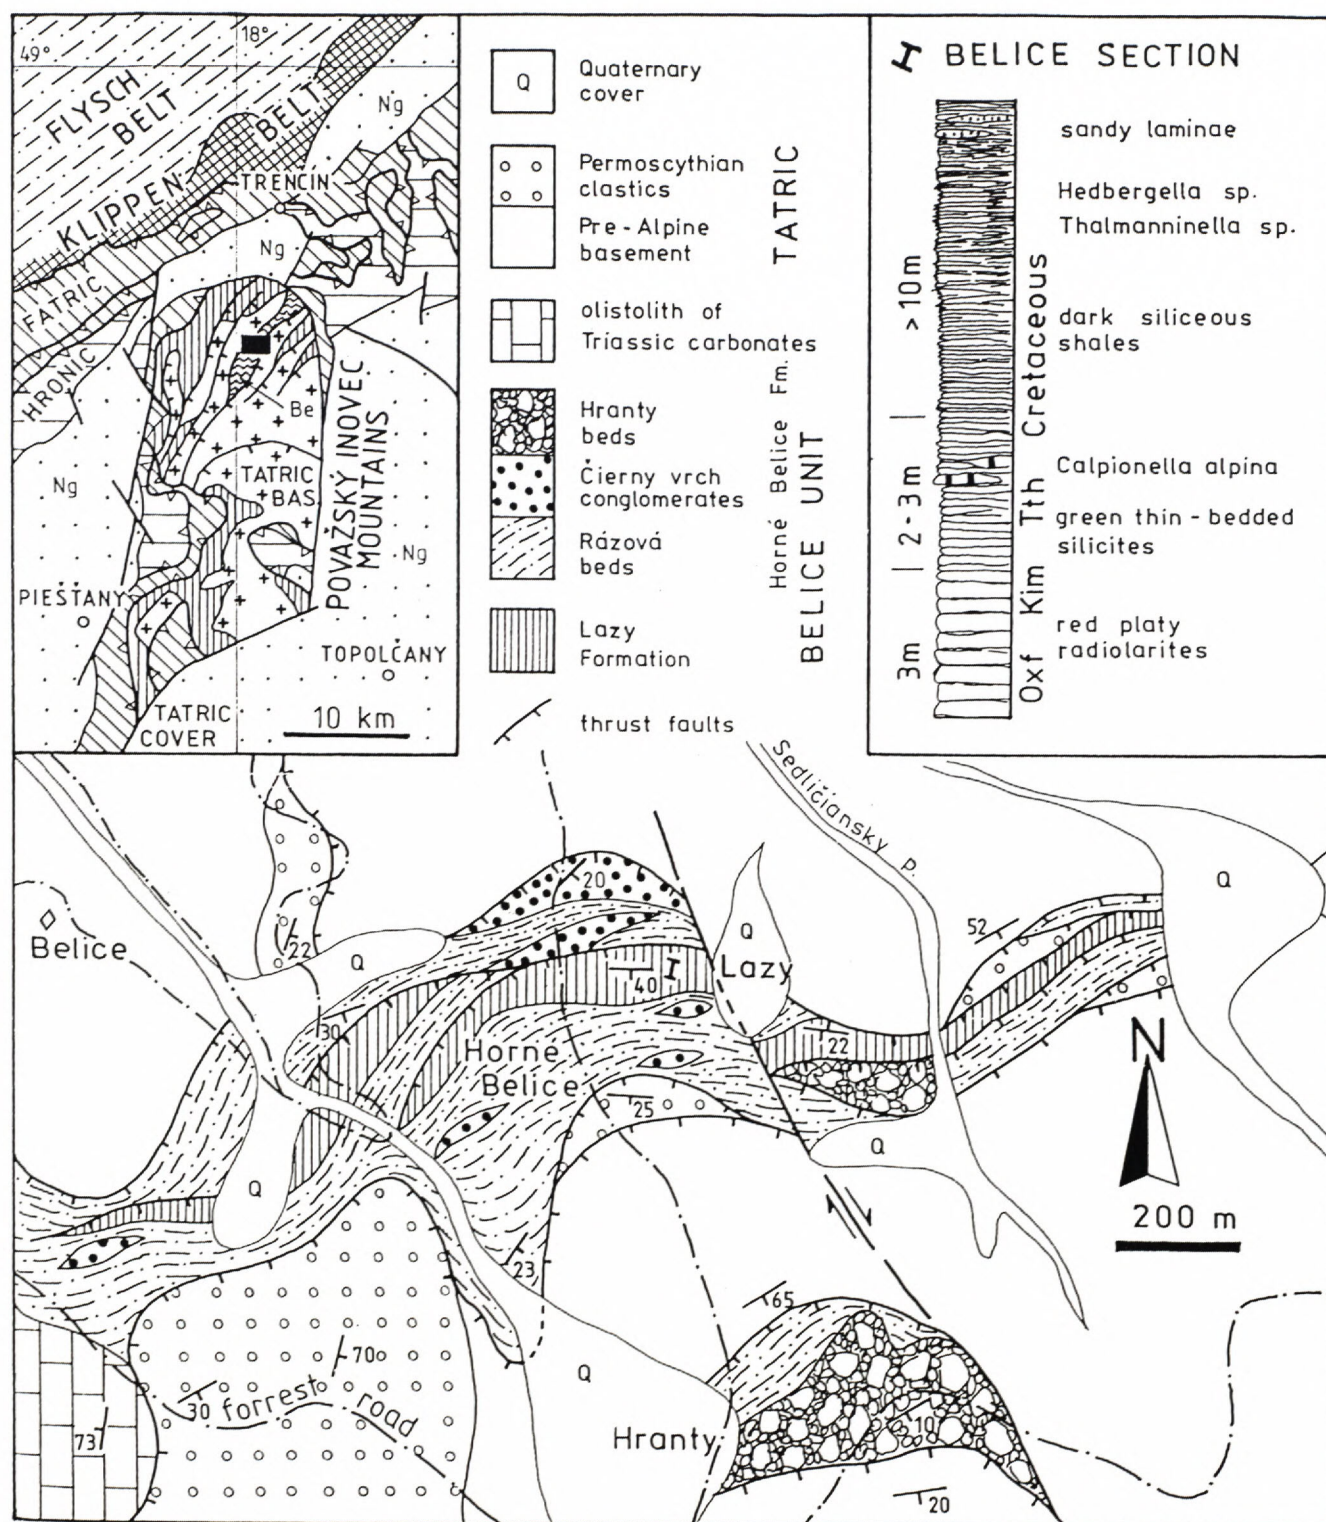 49°
18°
FLYSCH
BELT
KLIPPEN BELT
Ng
TRENČÍN
Ng
FATRIC
HRONIC
Be
TATRIC
BAS.
Ng
Ng
POVAŽSKÝ INOVEC
MOUNTAINS
PIEŠŤANY
TOPOLČANY
TATRIC
COVER
10 km
Q
Quaternary
cover
Permoscythian
clastics
Pre-Alpine
basement
TATRIC
olistolith of
Triassic carbonates
Hranty
beds
Čierny vrch
conglomerates
Rázová
beds
Lazy
Formation
Horné Belice Fm.
BELICE UNIT
thrust faults
I BELICE SECTION
sandy laminae
Hedbergella sp.
Thalmanninella sp.
dark siliceous
shales
Calpionella alpina
green thin-bedded
silicites
red platy
radiolarites
>10m
2-3m
3m
Oxf Kim Tth Cretaceous
Sedličiansky p.
Belice
22
Q
20
Q
Lazy
I
40
52
Q
30
Horne
Belice
22
25
Q
Q
N
200 m
23
65
Q
70
30 forrest road
73
Hranty
10
20